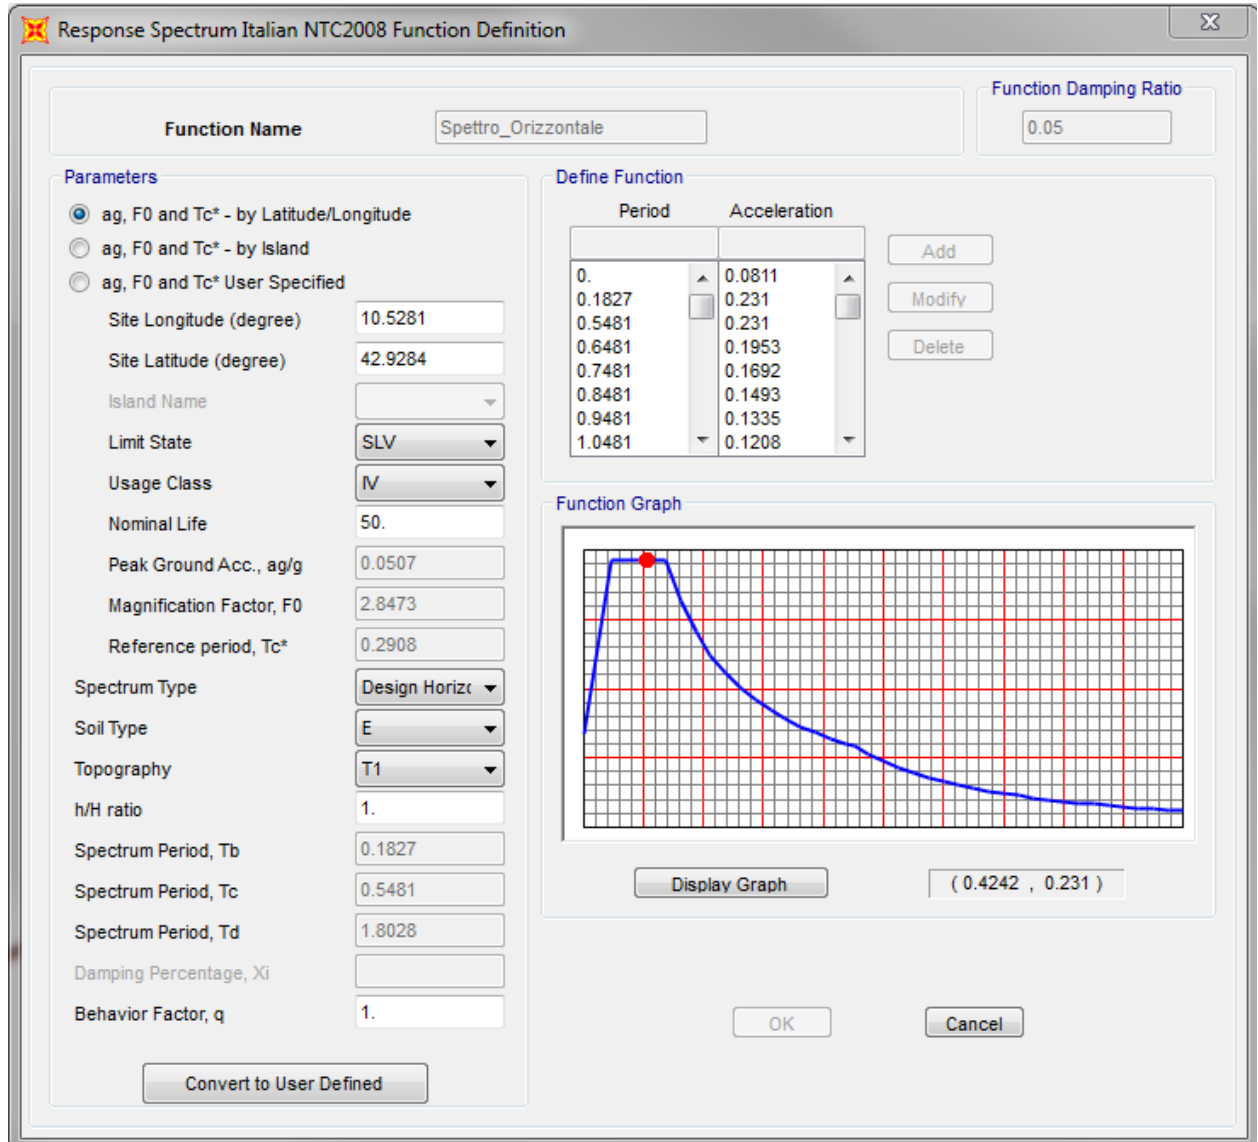 Response Spectrum Italian NTC2008 Function Definition
Function Damping Ratio
Function Name
Spettro_Orizzontale
0.05
Parameters
ag, F0 and Tc* - by Latitude/Longitude
ag, F0 and Tc* - by Island
ag, F0 and Tc* User Specified
Site Longitude (degree) 10.5281
Site Latitude (degree) 42.9284
Island Name
Limit State SLV
Usage Class IV
Nominal Life 50.
Peak Ground Acc., ag/g 0.0507
Magnification Factor, F0 2.8473
Reference period, Tc* 0.2908
Spectrum Type Design Horizo
Soil Type E
Topography T1
h/H ratio 1.
Spectrum Period, Tb 0.1827
Spectrum Period, Tc 0.5481
Spectrum Period, Td 1.8028
Damping Percentage, Xi
Behavior Factor, q 1.
Convert to User Defined
Define Function
Period Acceleration
0. 0.0811
0.1827 0.231
0.5481 0.231
0.6481 0.1953
0.7481 0.1692
0.8481 0.1493
0.9481 0.1335
1.0481 0.1208
Add
Modify
Delete
Function Graph
Display Graph
( 0.4242 , 0.231 )
OK
Cancel